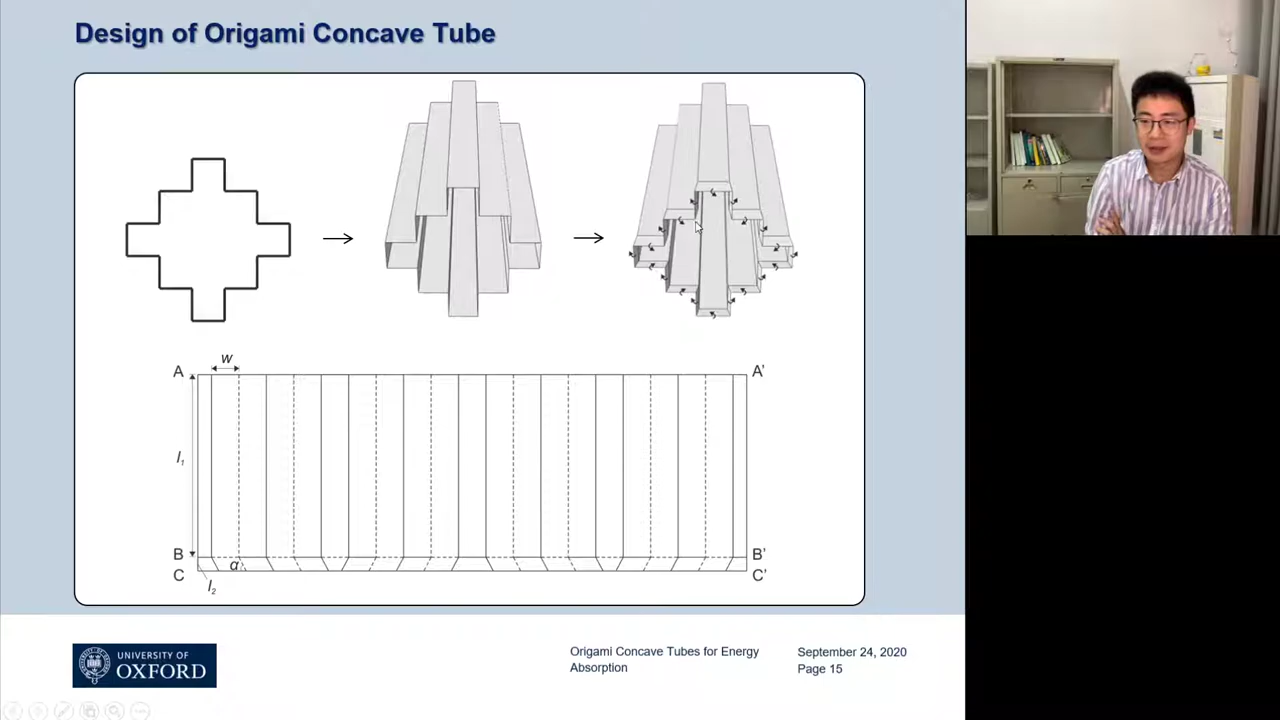 Design of Origami Concave Tube
w
A
A'
l1
B
B'
α
C
C'
l2
UNIVERSITY OF
OXFORD
Origami Concave Tubes for Energy
Absorption
September 24, 2020
Page 15